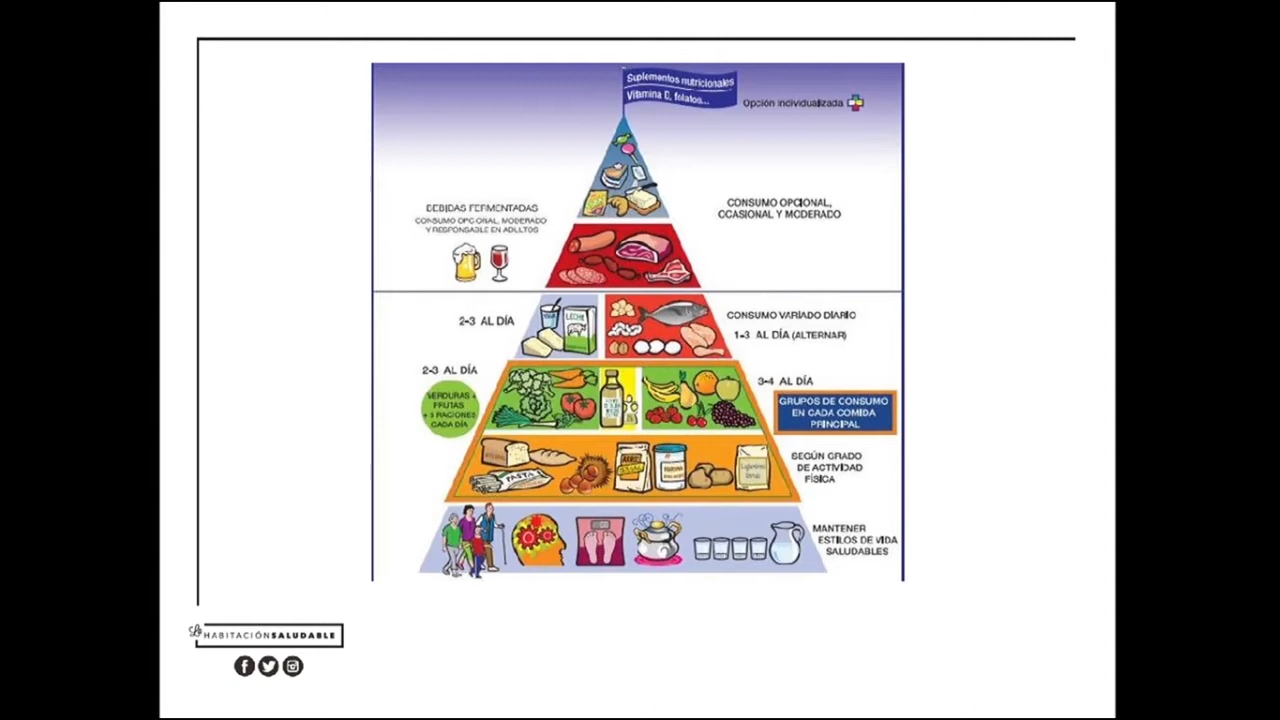 Suplementos nutricionales
Vitamina D, folatos...
Opción individualizada
BEBIDAS FERMENTADAS
CONSUMO OPCIONAL, MODERADO
Y RESPONSABLE EN ADULTOS
CONSUMO OPCIONAL,
OCASIONAL Y MODERADO
2-3 AL DÍA
LECHE
CONSUMO VARIADO DIARIO
1-3 AL DÍA (ALTERNAR)
2-3 AL DÍA
VERDURAS +
FRUTAS
+ 5 RACIONES
CADA DÍA
3-4 AL DÍA
GRUPOS DE CONSUMO
EN CADA COMIDA
PRINCIPAL
PASTA
HARINA
SEGÚN GRADO
DE ACTIVIDAD
FÍSICA
MANTENER
ESTILOS DE VIDA
SALUDABLES
La HABITACIÓNSALUDABLE